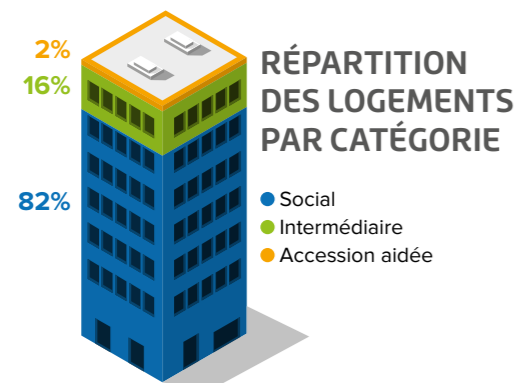 2%
16%
82%
RÉPARTITION
DES LOGEMENTS
PAR CATÉGORIE
Social
Intermédiaire
Accession aidée